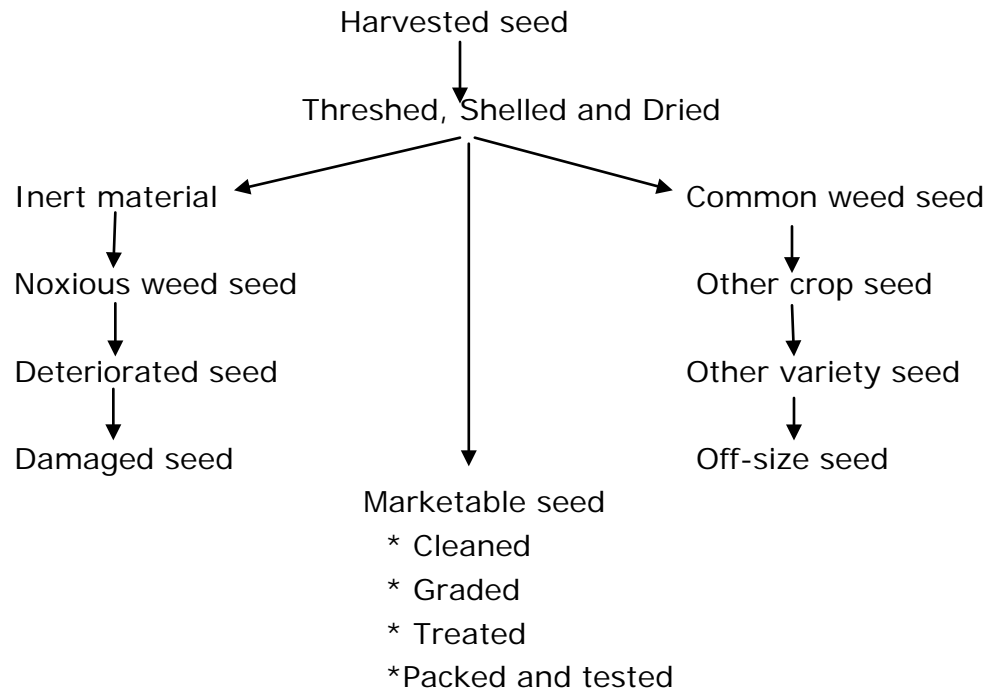 Harvested seed
Threshed, Shelled and Dried
Inert material
Common weed seed
Noxious weed seed
Other crop seed
Deteriorated seed
Other variety seed
Damaged seed
Off-size seed
Marketable seed
* Cleaned
* Graded
* Treated
*Packed and tested